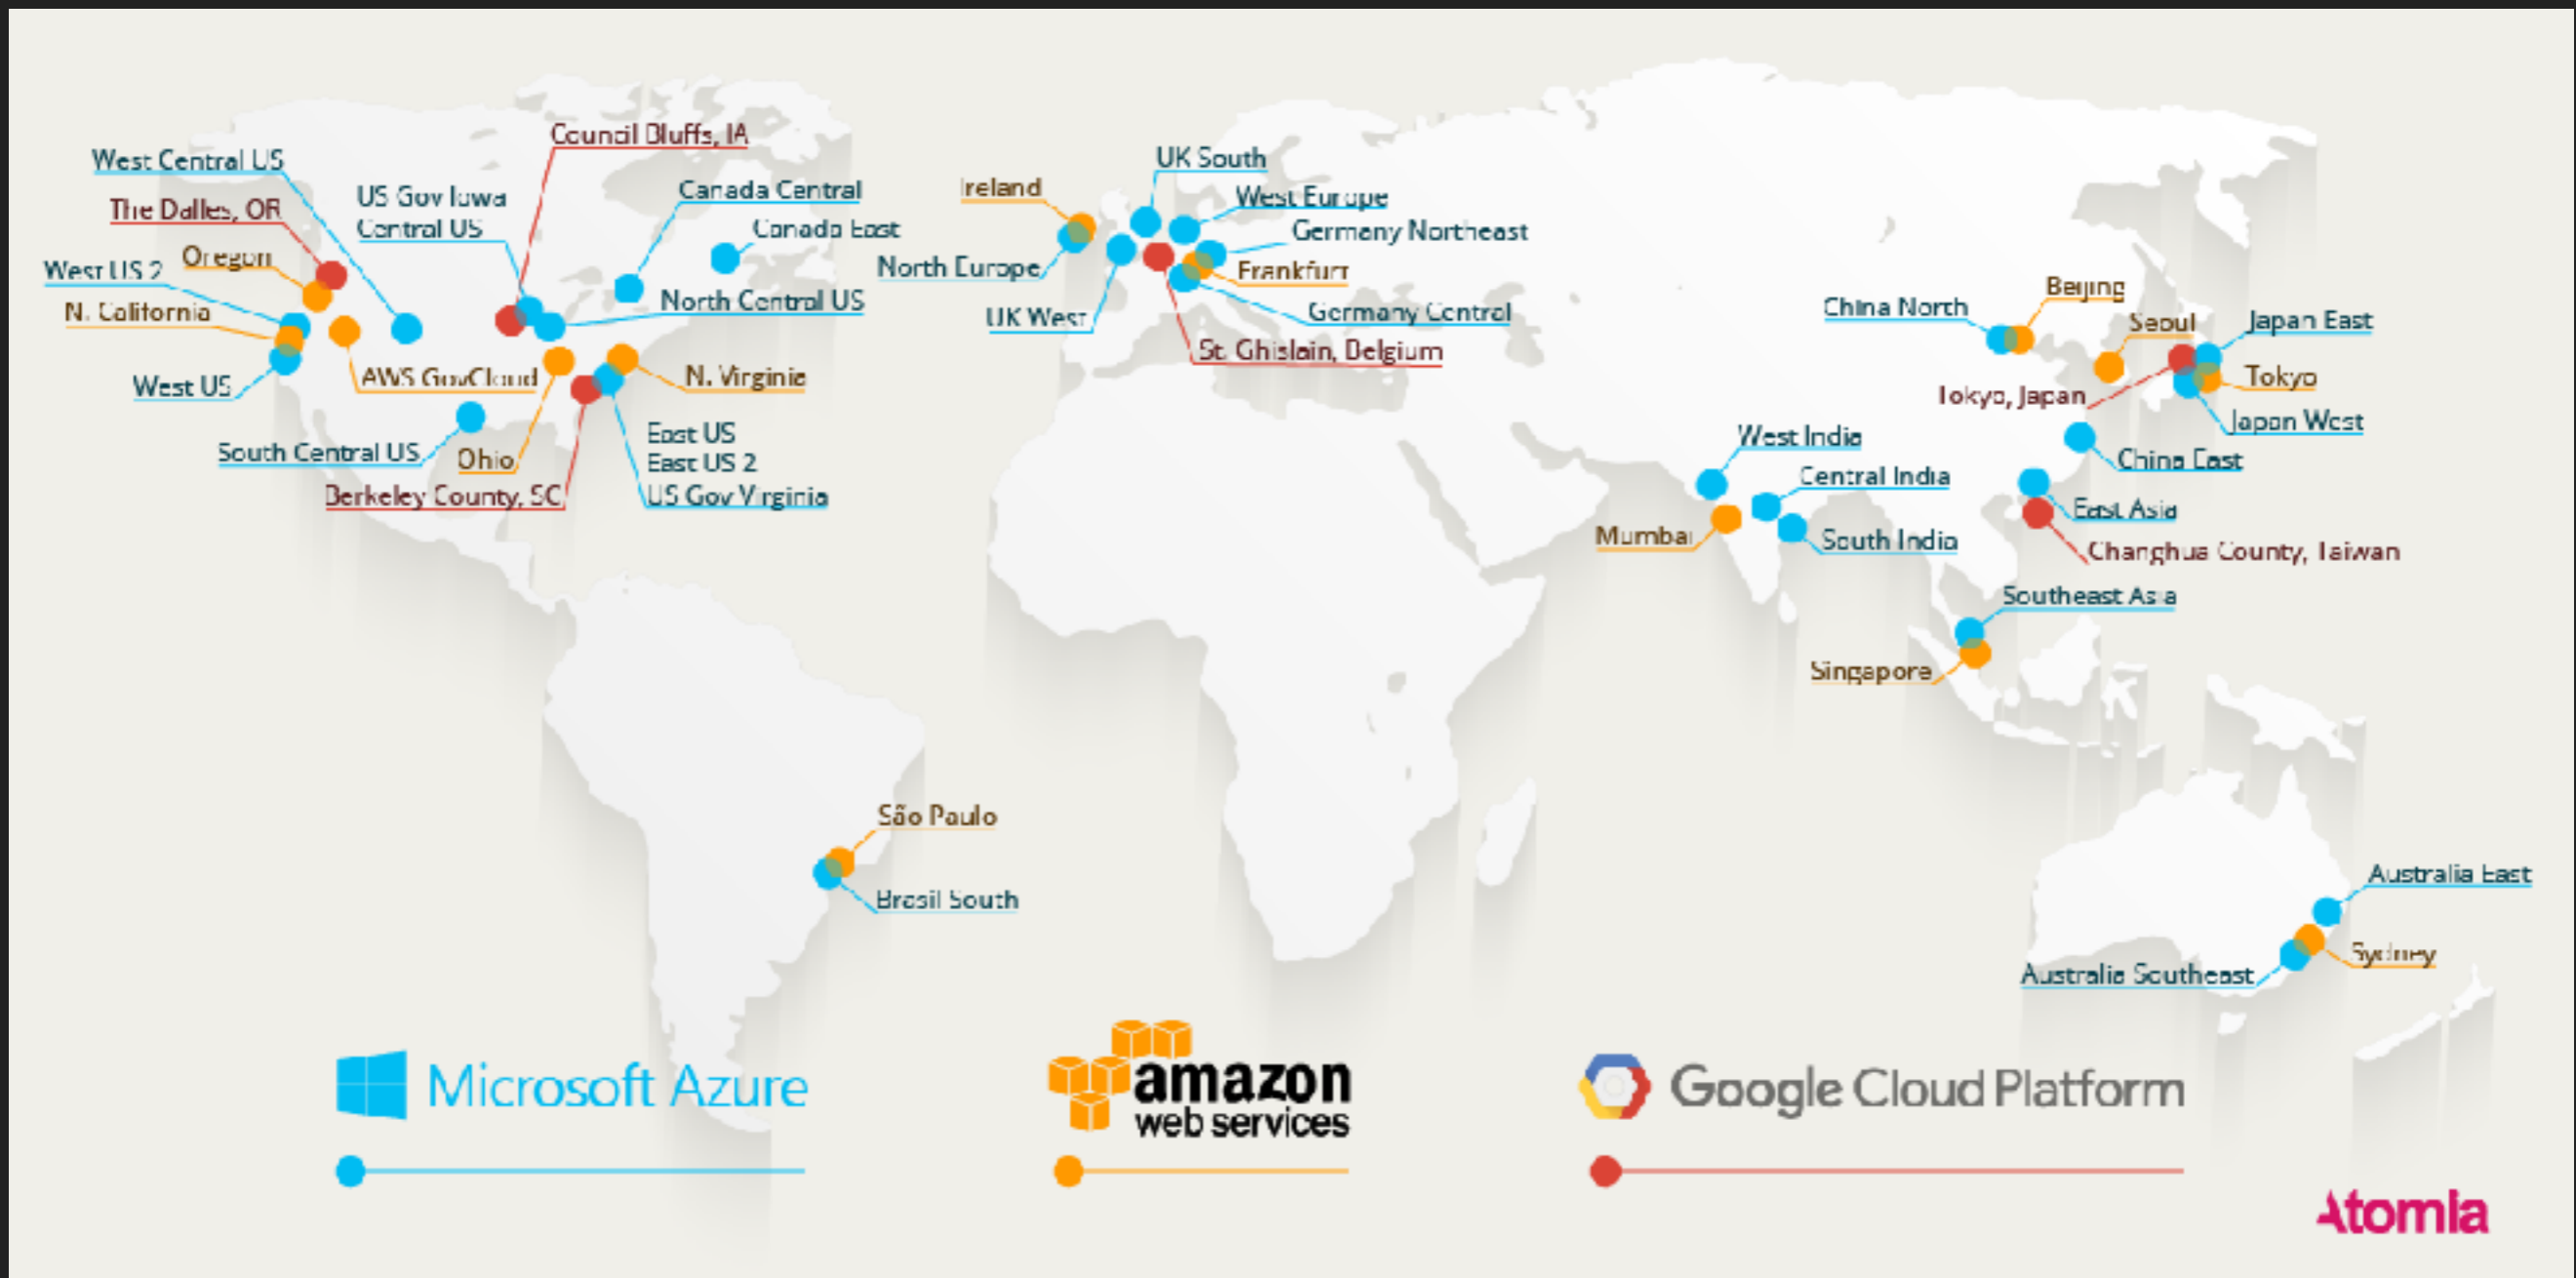 Council Bluffs, IA
West Central US
US Gov Iowa
Central US
The Dalles, OR
Canada Central
Canada East
Oregon
West US 2
N. California
North Central US
West US
AWS GovCloud
N. Virginia
South Central US
Ohio
Berkeley County, SC
East US
East US 2
US Gov Virginia
UK South
Ireland
West Europe
Germany Northeast
North Europe
Frankfurt
UK West
Germany Central
St. Ghislain, Belgium
Beijing
China North
Seoul
Japan East
Tokyo
Tokyo, Japan
Japan West
West India
China East
Central India
East Asia
Mumbai
South India
Changhua County, Taiwan
Southeast Asia
Singapore
São Paulo
Brasil South
Australia East
Sydney
Australia Southeast
Microsoft Azure
amazon
web services
Google Cloud Platform
Atomia